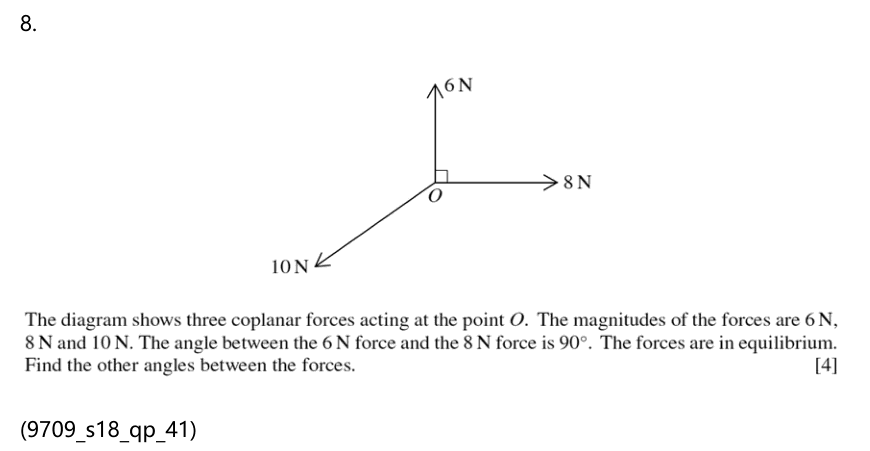 8.
6 N
8 N
O
10 N
The diagram shows three coplanar forces acting at the point O. The magnitudes of the forces are 6 N,
8 N and 10 N. The angle between the 6 N force and the 8 N force is 90°. The forces are in equilibrium.
Find the other angles between the forces. [4]
(9709_s18_qp_41)